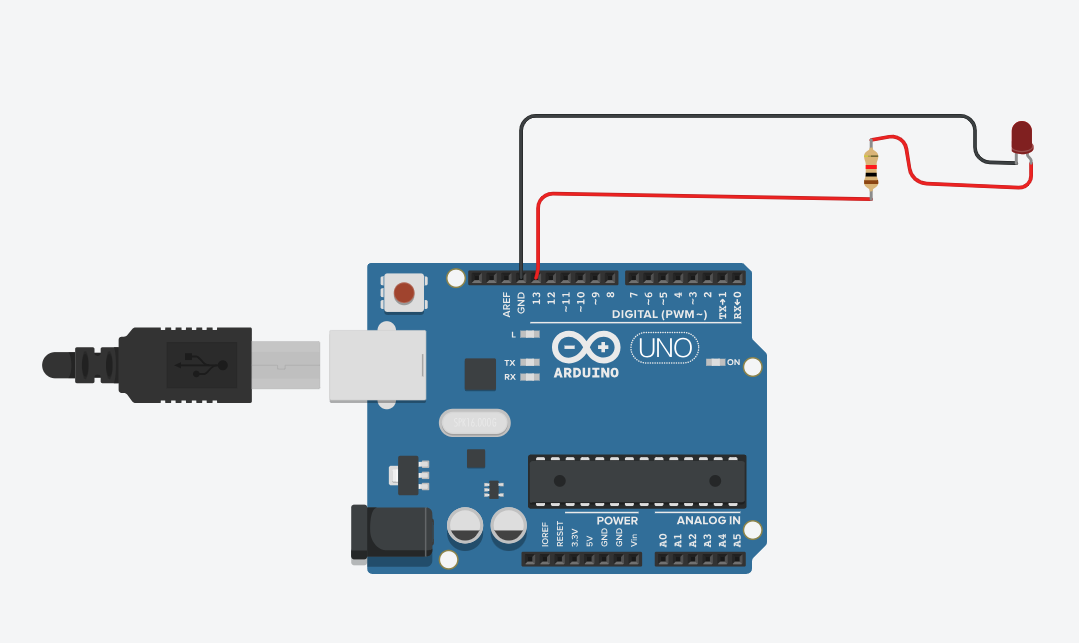 AREF
GND
13
12
~11
~10
~9
8
7
~6
~5
4
~3
2
TX→1
RX←0
DIGITAL (PWM~)
L
TX
RX
UNO
ARDUINO
ON
POWER
ANALOG IN
IOREF
RESET
3.3V
5V
GND
GND
Vin
A0
A1
A2
A3
A4
A5